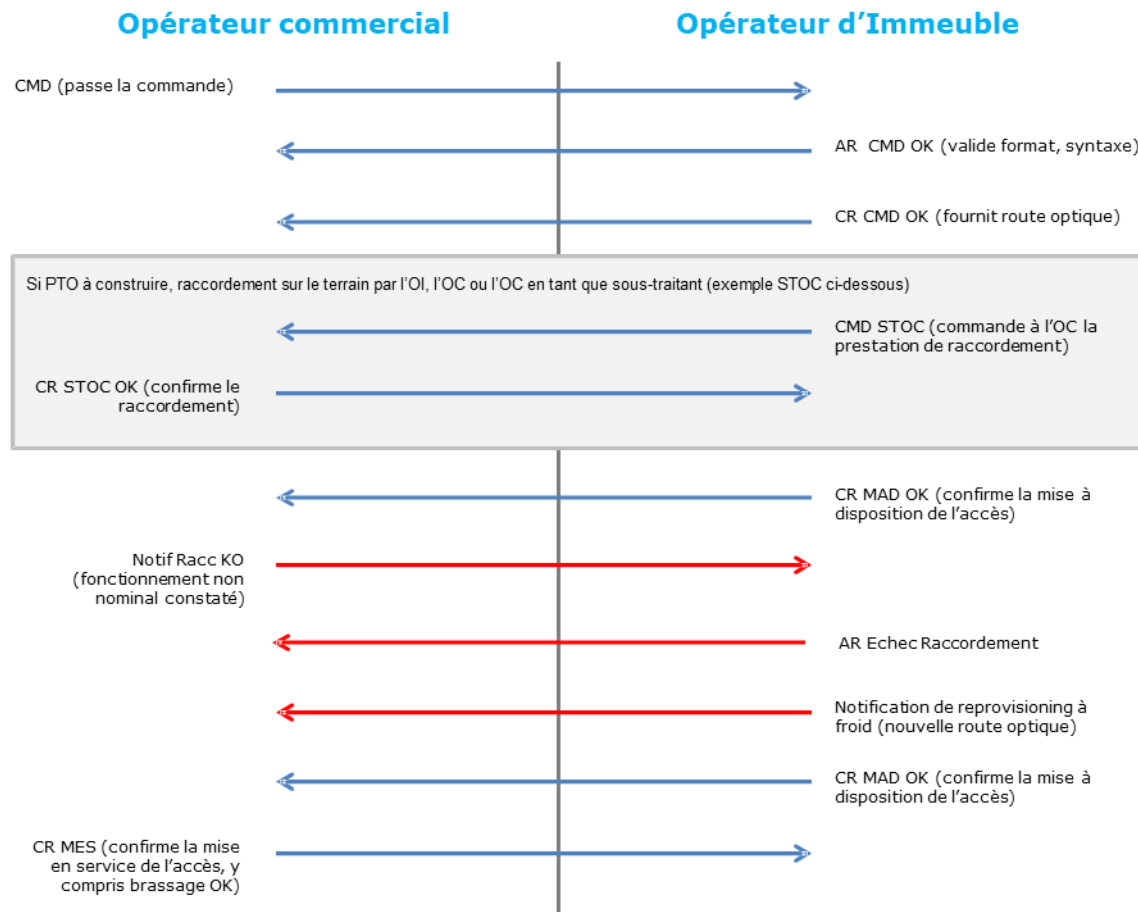 Opérateur commercial
Opérateur d’Immeuble
CMD (passe la commande)
AR  CMD OK (valide format, syntaxe)
CR CMD OK (fournit route optique)
Si PTO à construire, raccordement sur le terrain par l’OI, l’OC ou l’OC en tant que sous-traitant (exemple STOC ci-dessous)
CMD STOC (commande à l’OC la
prestation de raccordement)
CR STOC OK (confirme le
raccordement)
CR MAD OK (confirme la mise à
disposition de l’accès)
Notif Racc KO
(fonctionnement non
nominal constaté)
AR Echec Raccordement
Notification de reprovisioning à
froid (nouvelle route optique)
CR MAD OK (confirme la mise à
disposition de l’accès)
CR MES (confirme la mise
en service de l’accès, y
compris brassage OK)